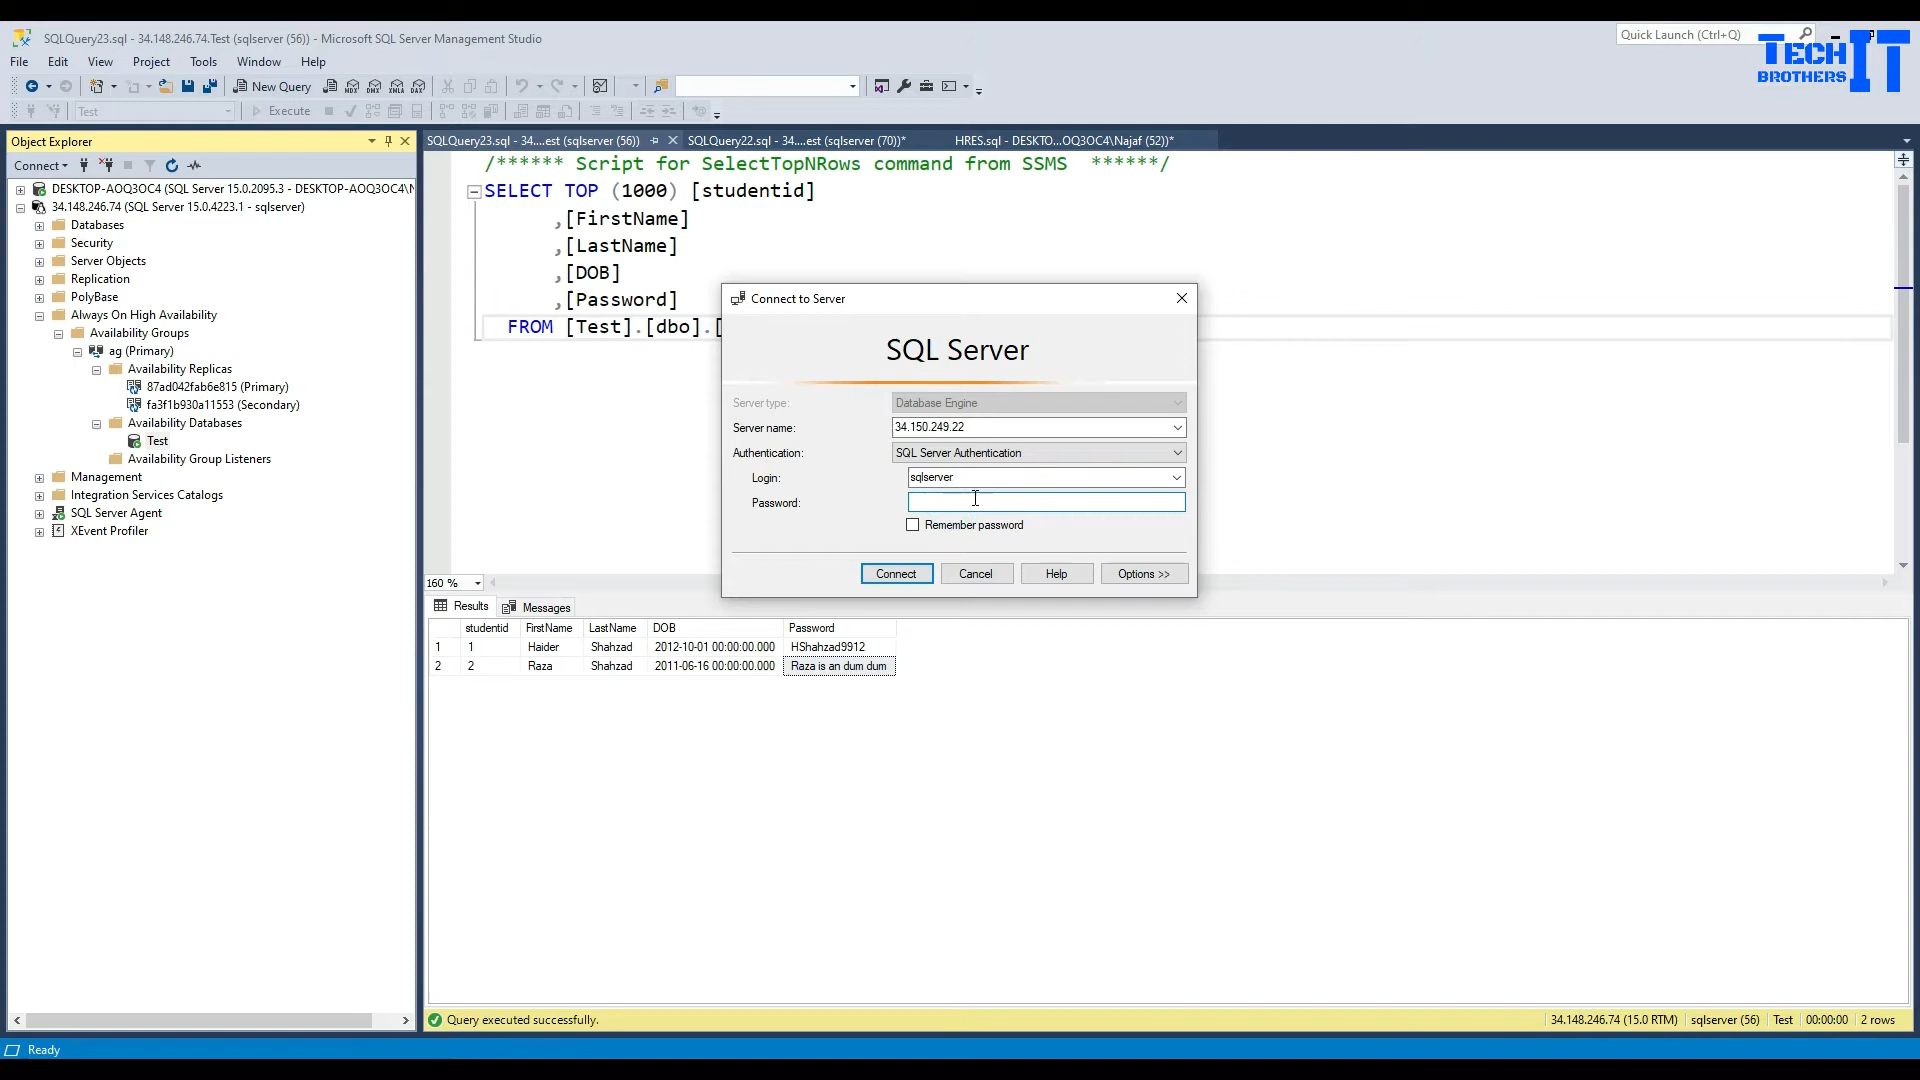 SQLQuery23.sql - 34.148.246.74.Test (sqlserver (56)) - Microsoft SQL Server Management Studio
Quick Launch (Ctrl+Q)
TECH BROTHERS IT
File Edit View Project Tools Window Help
New Query
Test Execute
Object Explorer
SQLQuery23.sql - 34....est (sqlserver (56)) SQLQuery22.sql - 34....est (sqlserver (70))* HRES.sql - DESKTO...OQ3OC4\Najaf (52))*
Connect
DESKTOP-AOQ3OC4 (SQL Server 15.0.2095.3 - DESKTOP-AOQ3OC4\N
34.148.246.74 (SQL Server 15.0.4223.1 - sqlserver)
Databases
Security
Server Objects
Replication
PolyBase
Always On High Availability
Availability Groups
ag (Primary)
Availability Replicas
87ad042fab6e815 (Primary)
fa3f1b930a11553 (Secondary)
Availability Databases
Test
Availability Group Listeners
Management
Integration Services Catalogs
SQL Server Agent
XEvent Profiler
/****** Script for SelectTopNRows command from SSMS ******/
SELECT TOP (1000) [studentid]
,[FirstName]
,[LastName]
,[DOB]
,[Password]
FROM [Test].[dbo].[
Connect to Server
SQL Server
Server type: Database Engine
Server name: 34.150.249.22
Authentication: SQL Server Authentication
Login: sqlserver
Password:
Remember password
Connect Cancel Help Options >>
160 %
Results Messages
studentid FirstName LastName DOB Password
1 1 Haider Shahzad 2012-10-01 00:00:00.000 HShahzad9912
2 2 Raza Shahzad 2011-06-16 00:00:00.000 Raza is an dum dum
Query executed successfully. 34.148.246.74 (15.0 RTM) sqlserver (56) Test 00:00:00 2 rows
Ready